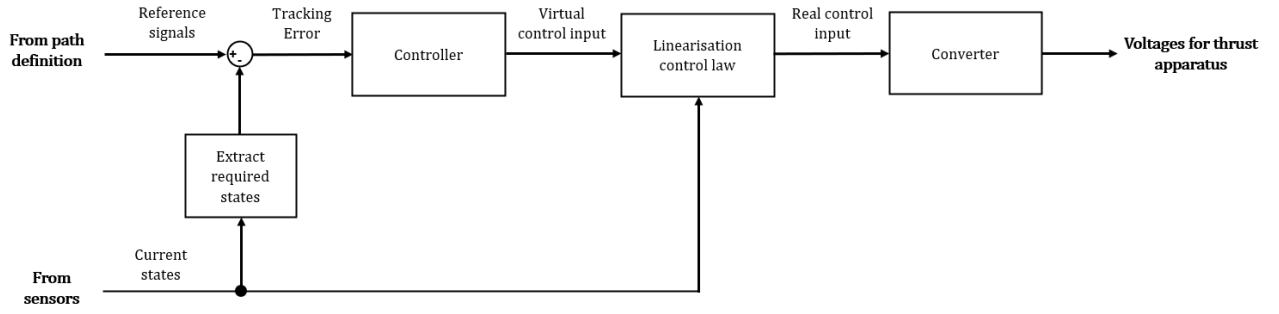 Reference
signals
Tracking
Error
Virtual
control input
Real control
input
From path
definition
+
-
Controller
Linearisation
control law
Converter
Voltages for thrust
apparatus
Extract
required
states
Current
states
From
sensors